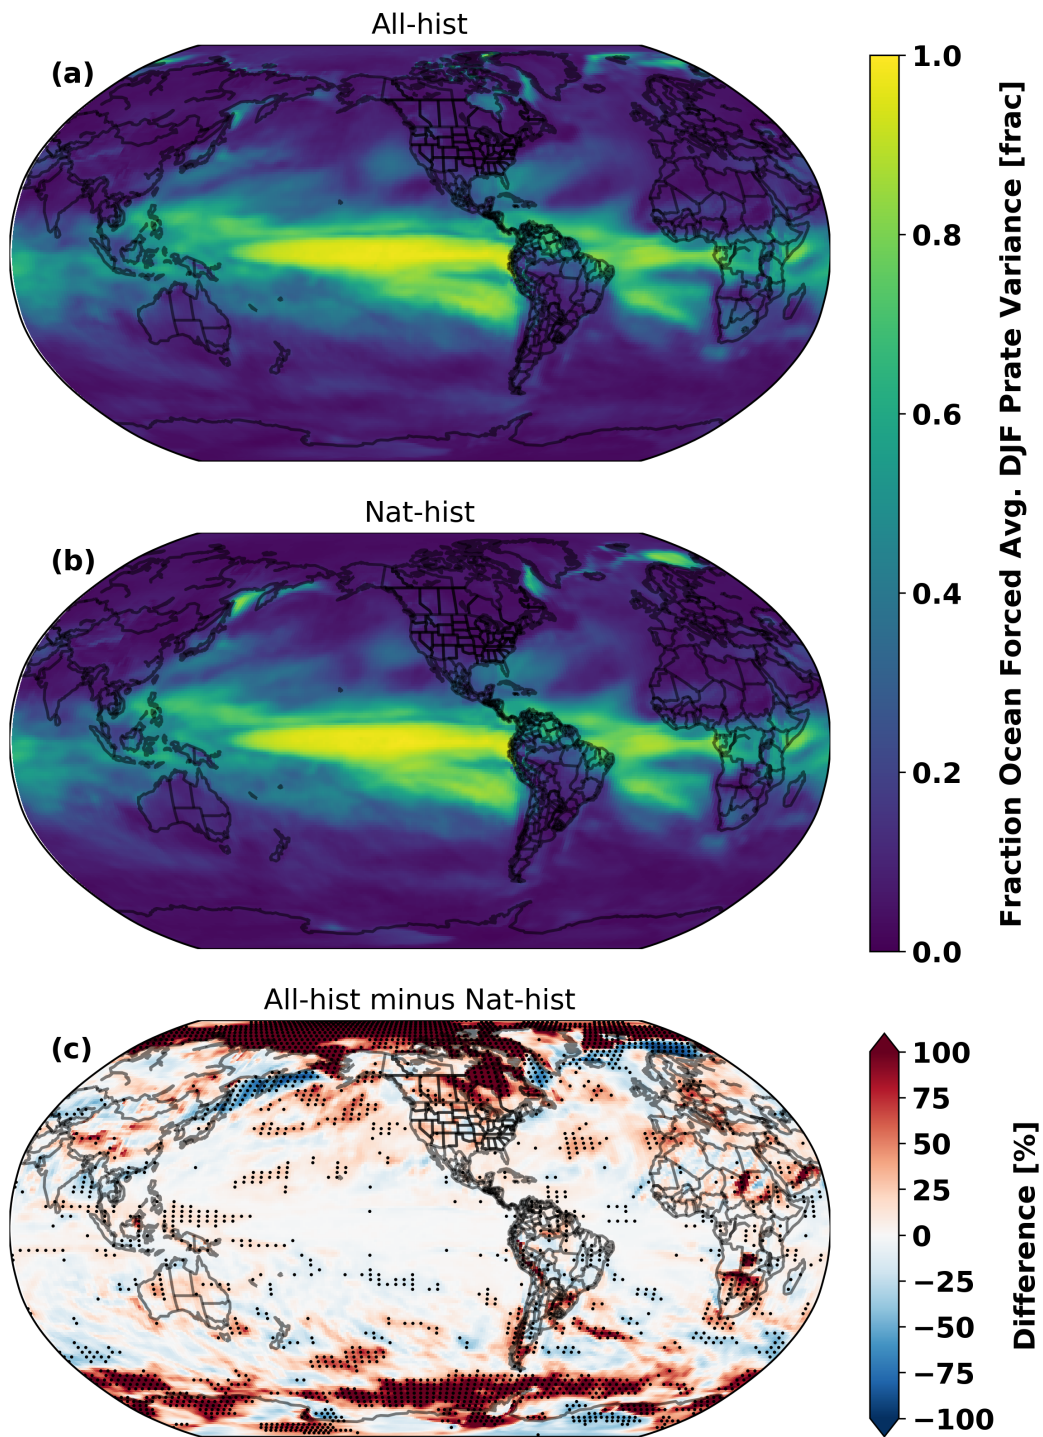 All-hist
(a)
1.0
0.8
0.6
0.4
0.2
0.0
Fraction Ocean Forced Avg. DJF Prate Variance [frac]
Nat-hist
(b)
All-hist minus Nat-hist
(c)
100
75
50
25
0
−25
−50
−75
−100
Difference [%]